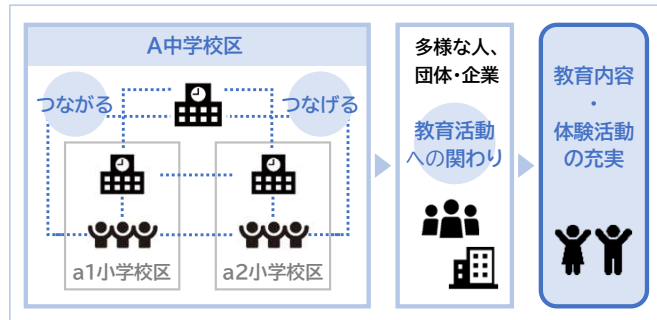 A中学校区
つながる
つなげる
a1小学校区
a2小学校区
多様な人、
団体・企業
教育活動
への関わり
教育内容
・
体験活動
の充実